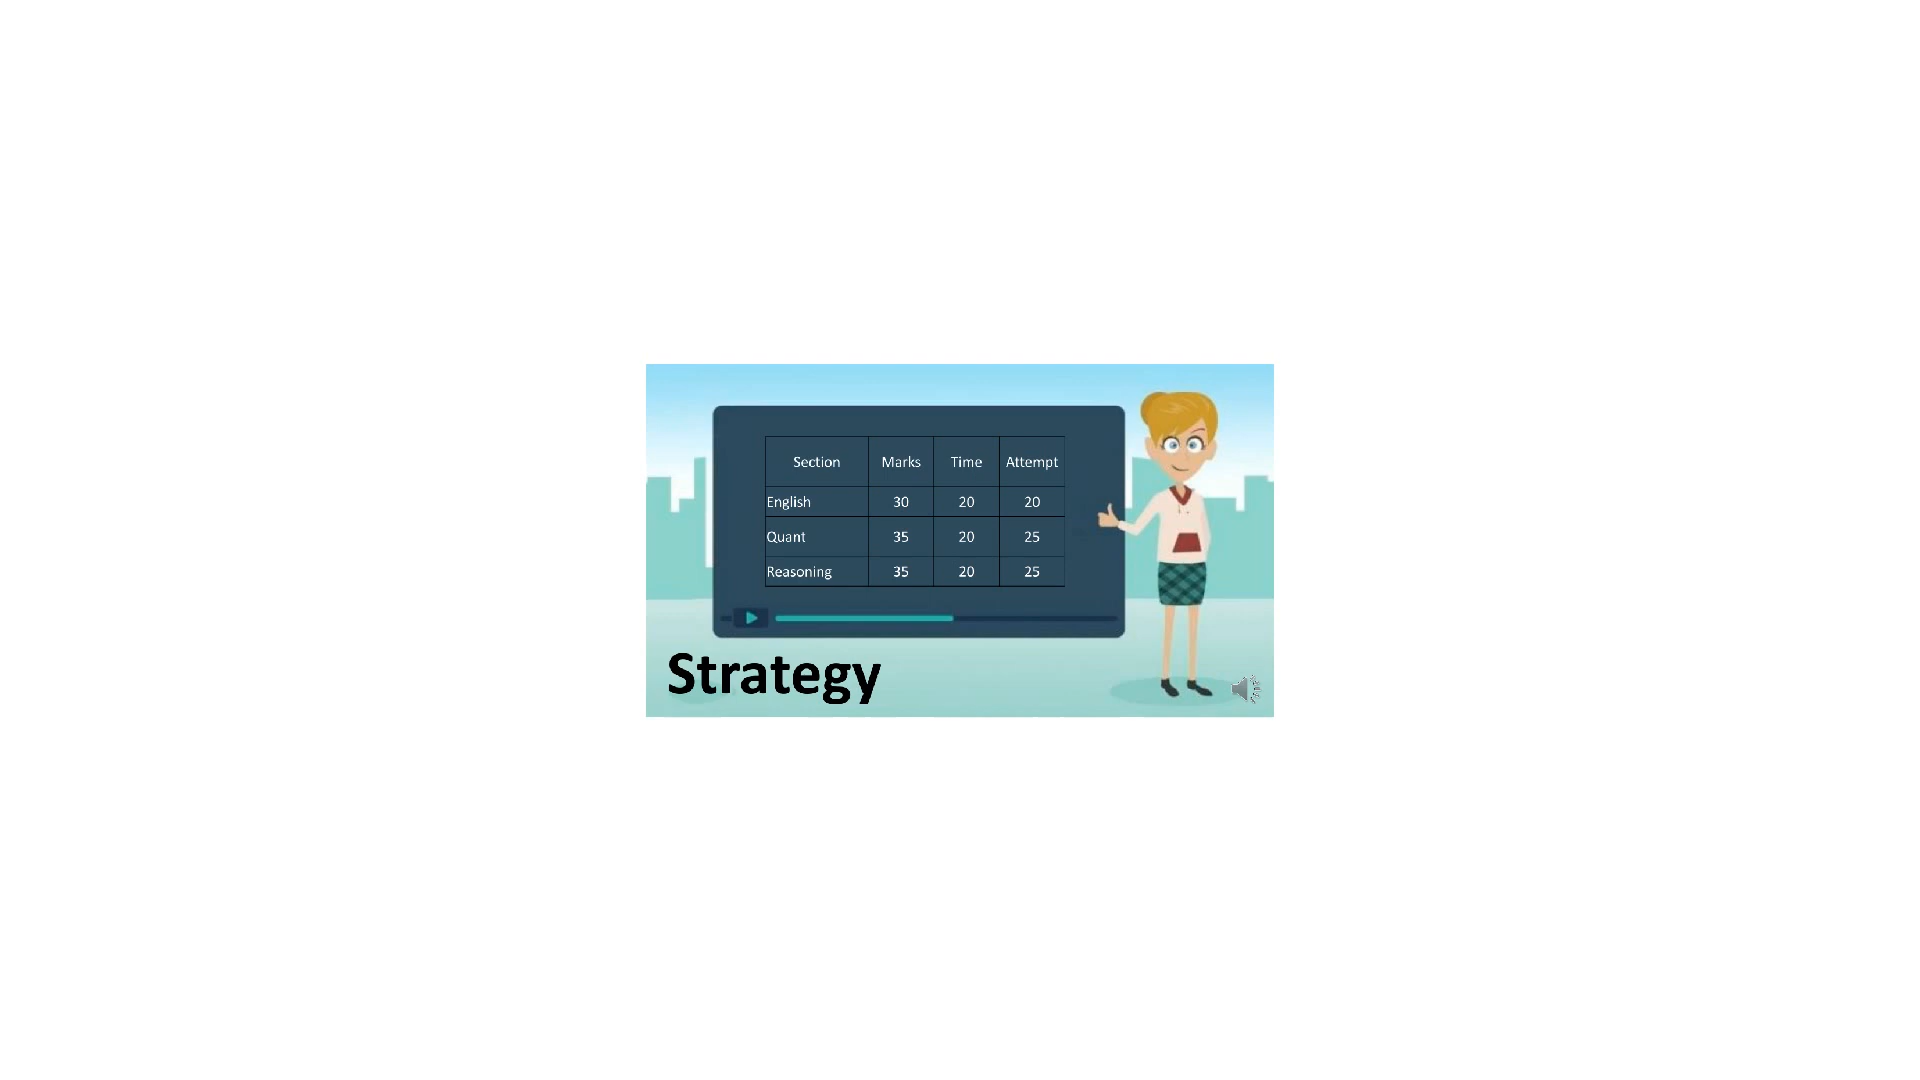 Section Marks Time Attempt
English 30 20 20
Quant 35 20 25
Reasoning 35 20 25
Strategy